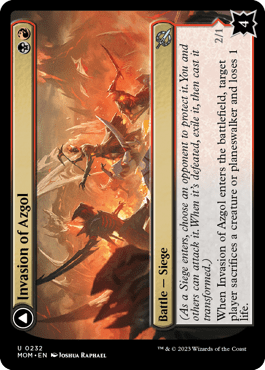 Invasion of Azgol
Battle — Siege
(As a Siege enters, choose an opponent to protect it. You and
others can attack it. When it's defeated, exile it, then cast it
transformed.)
When Invasion of Azgol enters the battlefield, target
player sacrifices a creature or planeswalker and loses 1
life.
2/1
4
U 0232
MOM • EN Joshua Raphael
™ & © 2023 Wizards of the Coast